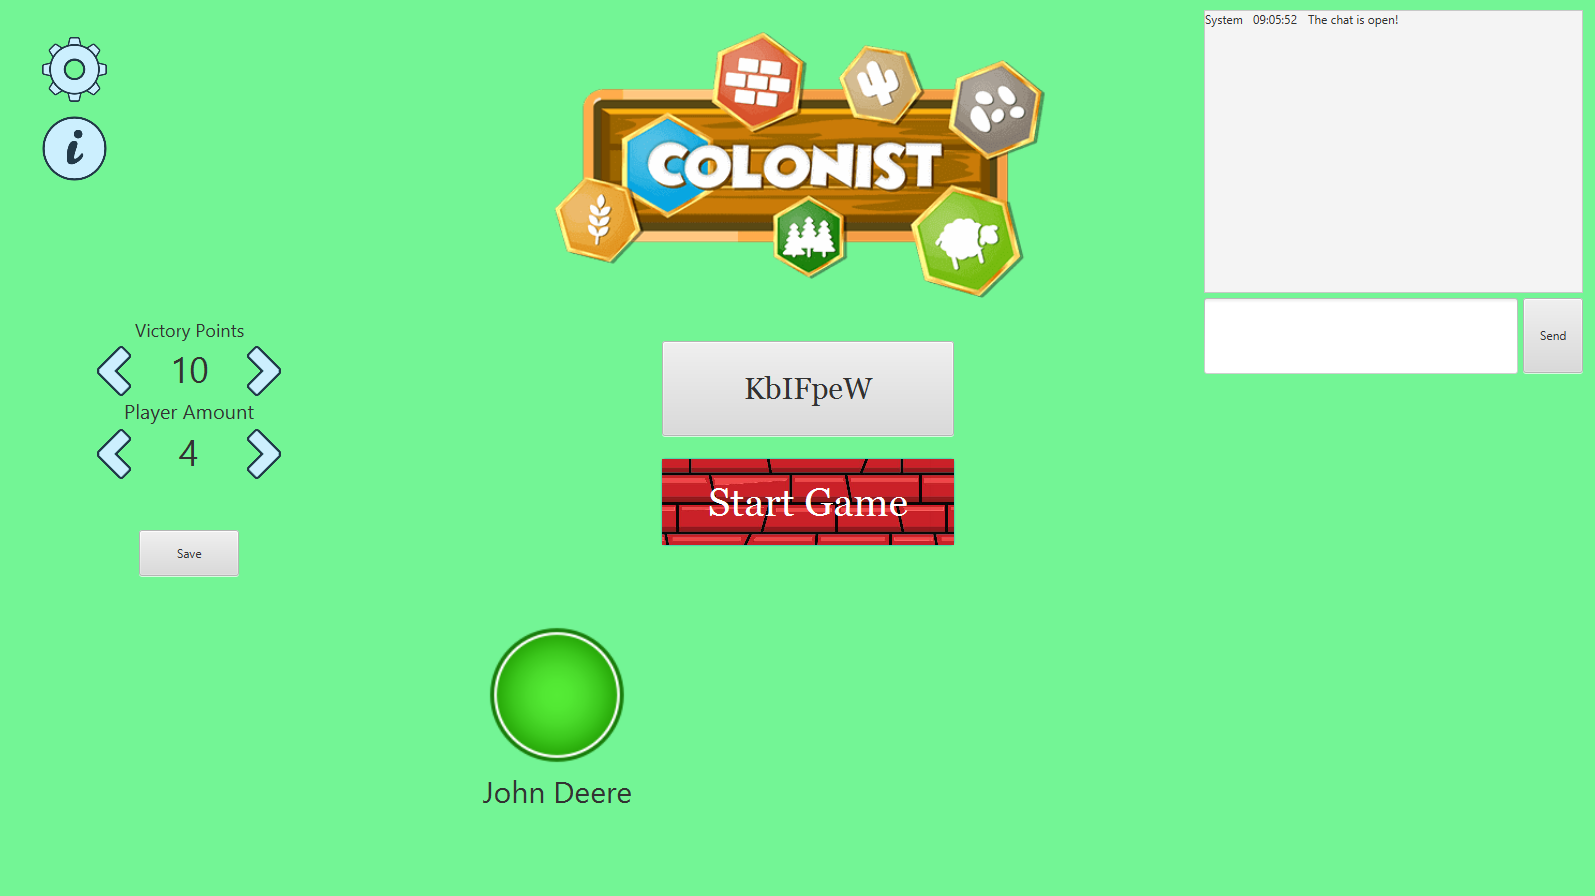 System 09:05:52 The chat is open!
COLONIST
Victory Points
10
Player Amount
4
Save
KbIFpeW
Start Game
Send
John Deere